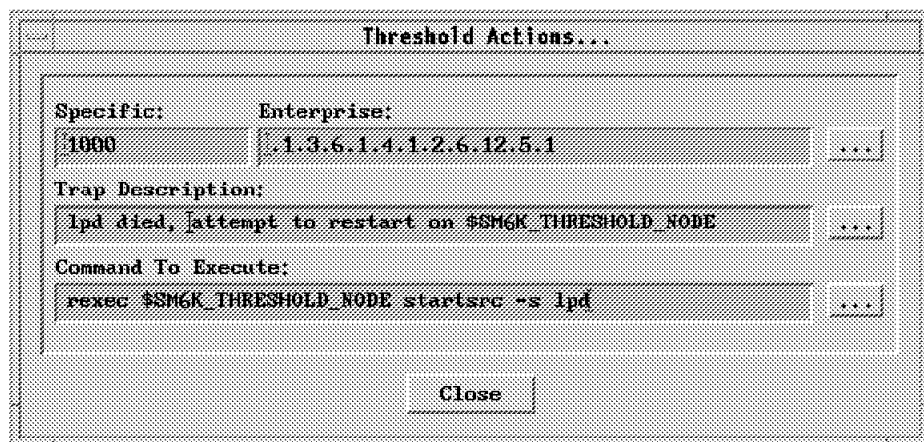 Threshold Actions...
Specific: Enterprise:
1000 .1.3.6.1.4.1.2.6.12.5.1 ...
Trap Description:
lpd died, attempt to restart on $SM6K_THRESHOLD_NODE ...
Command To Execute:
rexec $SM6K_THRESHOLD_NODE startsrc -s lpd ...
Close